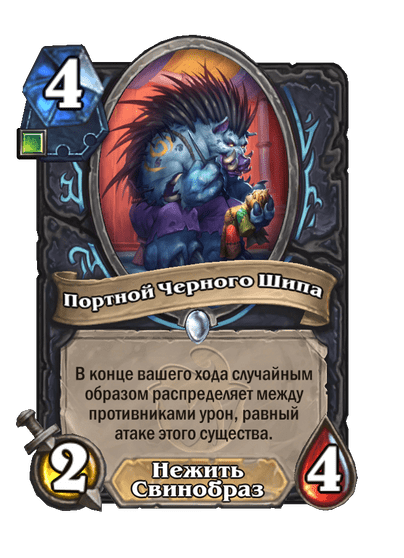 4
Портной Черного Шипа
В конце вашего хода случайным
образом распределяет между
противниками урон, равный
атаке этого существа.
2
Нежить
Свинобраз
4